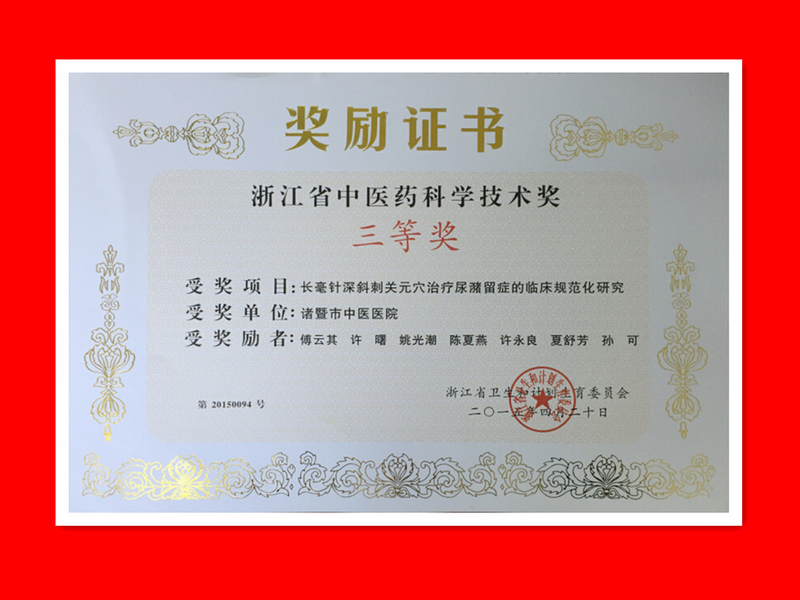 奖励证书
浙江省中医药科学技术奖
三等奖
受奖项目：长毫针深斜刺关元穴治疗尿潴留症的临床规范化研究
受奖单位：诸暨市中医医院
受奖励者：傅云其 许曙 姚光潮 陈夏燕 许永良 夏舒芳 孙可
浙江省卫生和计划生育委员会
第 20150094 号
二〇一五年四月二十日